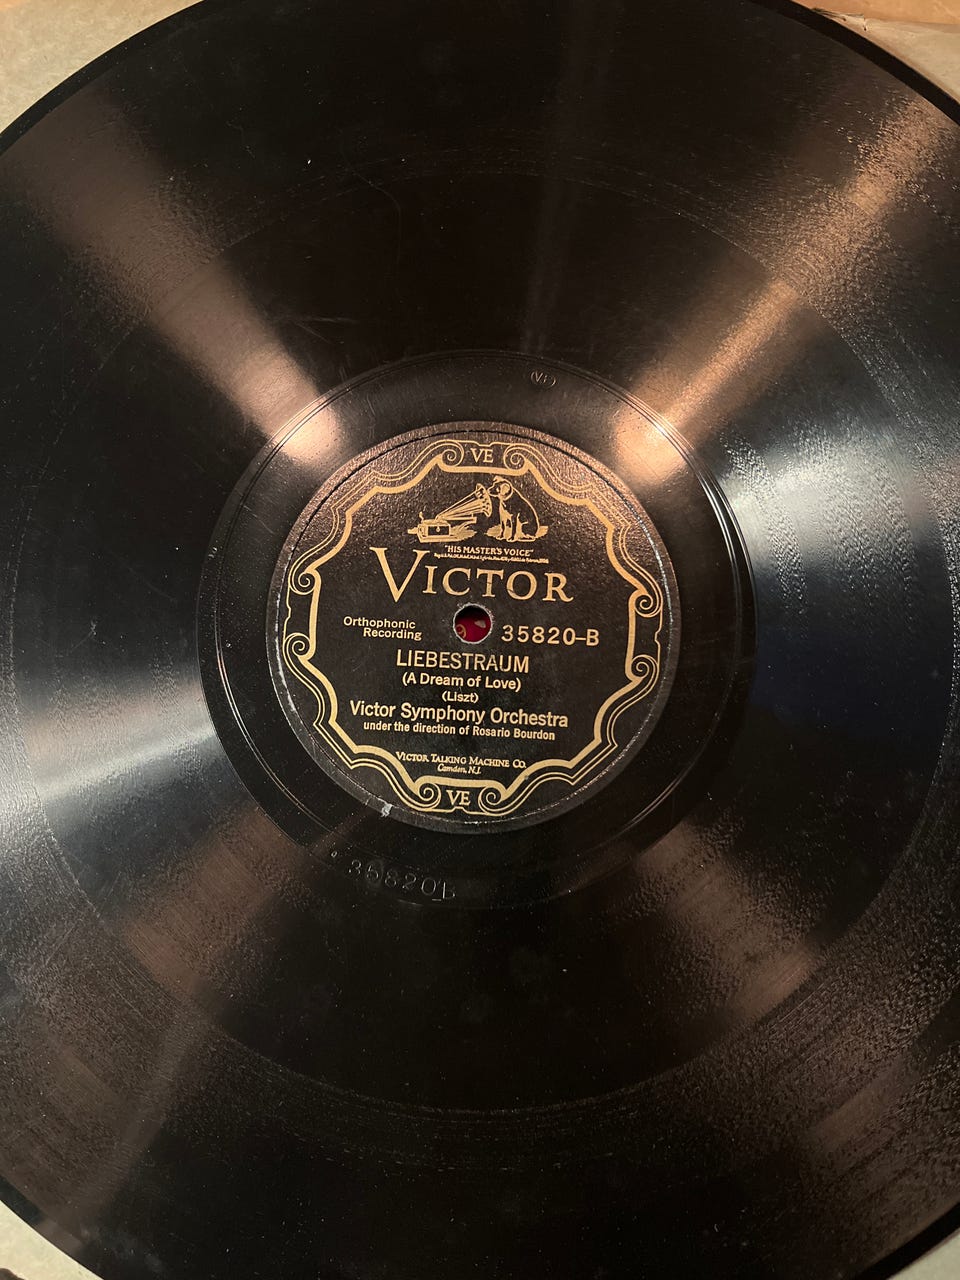 VE
VE
"HIS MASTER'S VOICE"
VICTOR
Orthophonic
Recording
35820-B
LIEBESTRAUM
(A Dream of Love)
(Liszt)
Victor Symphony Orchestra
under the direction of Rosario Bourdon
VICTOR TALKING MACHINE CO.
Camden, N.J.
VE
35820B